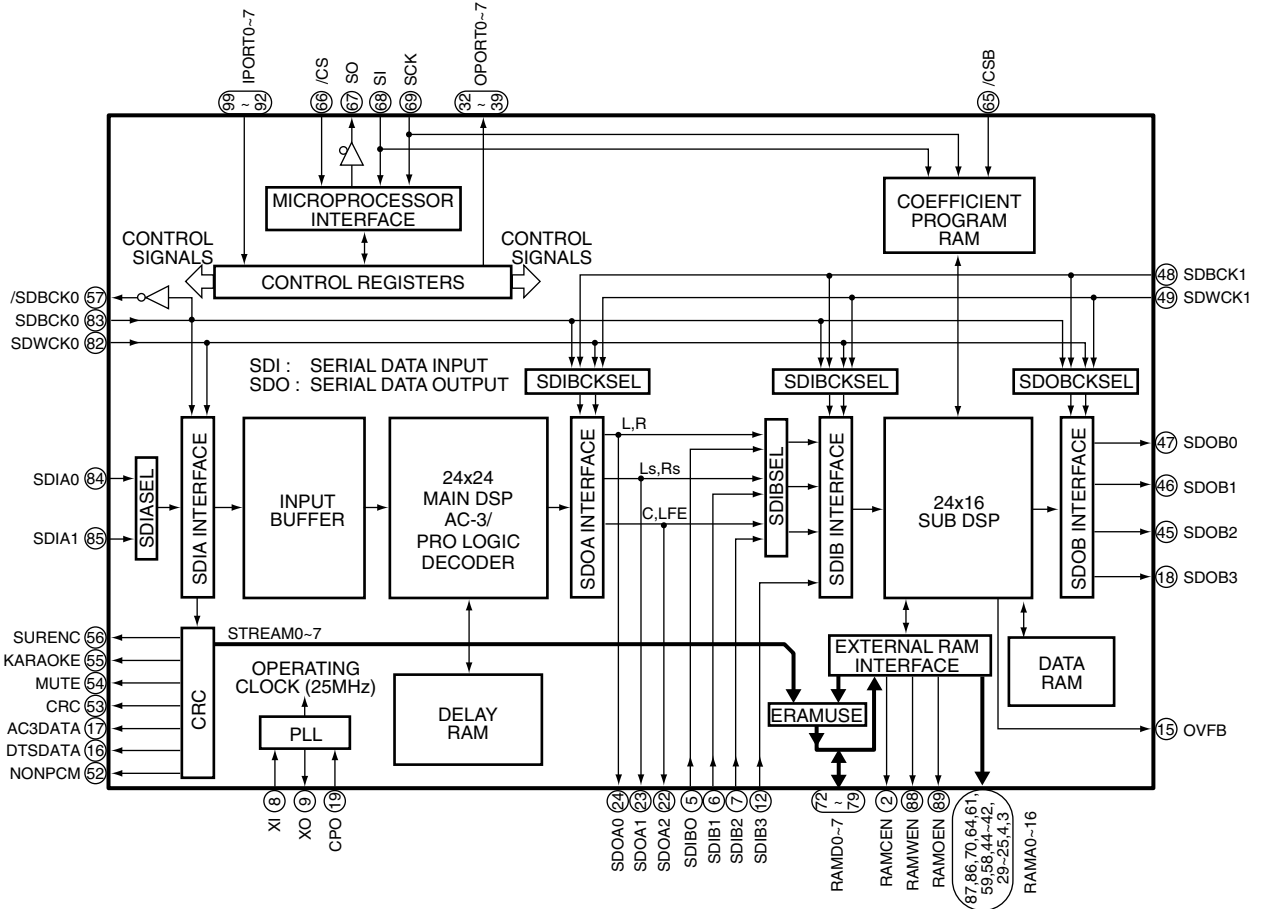 IPORT0~7
/CS
SO
SI
SCK
OPORT0~7
/CSB
99
~
92
66
67
68
69
32
~
39
65
MICROPROCESSOR
INTERFACE
COEFFICIENT
PROGRAM
RAM
CONTROL
SIGNALS
CONTROL REGISTERS
CONTROL
SIGNALS
48 SDBCK1
49 SDWCK1
/SDBCK0 57
SDBCK0 83
SDWCK0 82
SDI : SERIAL DATA INPUT
SDO : SERIAL DATA OUTPUT
SDIBCKSEL
SDIBCKSEL
SDOBCKSEL
SDIA0 84
SDIA1 85
SDIASEL
SDIA INTERFACE
INPUT
BUFFER
24x24
MAIN DSP
AC-3/
PRO LOGIC
DECODER
SDOA INTERFACE
L,R
Ls,Rs
C,LFE
SDIBSEL
SDIB INTERFACE
24x16
SUB DSP
SDOB INTERFACE
47 SDOB0
46 SDOB1
45 SDOB2
18 SDOB3
SURENC 56
KARAOKE 55
MUTE 54
CRC 53
AC3DATA 17
DTSDATA 16
NONPCM 52
CRC
STREAM0~7
OPERATING
CLOCK (25MHz)
PLL
DELAY
RAM
EXTERNAL RAM
INTERFACE
ERAMUSE
DATA
RAM
15 OVFB
XI 8
XO 9
CPO 19
SDOA0 24
SDOA1 23
SDOA2 22
SDIBO 5
SDIB1 6
SDIB2 7
SDIB3 12
72
~
79
RAMD0~7
RAMCEN 2
RAMWEN 88
RAMOEN 89
87,86,70,64,61,
59,58,44~42,
29~25,4,3
RAMA0~16